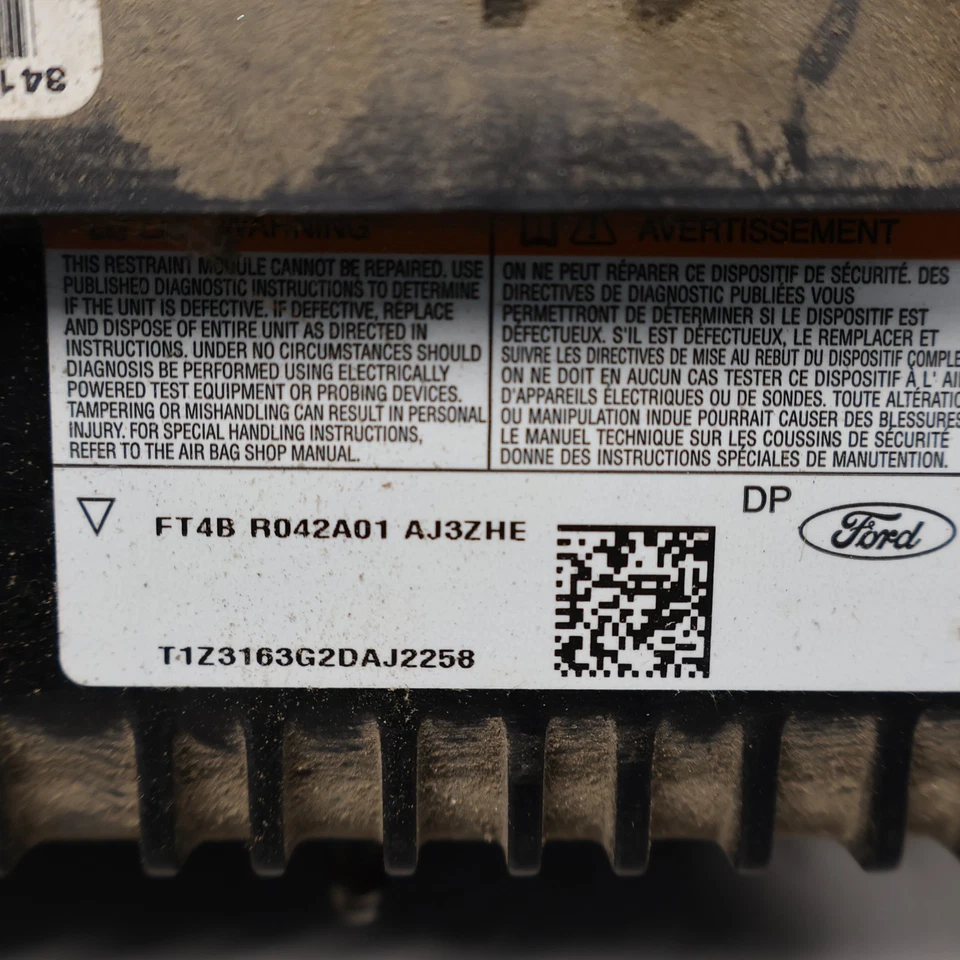 341
WARNING
THIS RESTRAINT MODULE CANNOT BE REPAIRED. USE
PUBLISHED DIAGNOSTIC INSTRUCTIONS TO DETERMINE
IF THE UNIT IS DEFECTIVE. IF DEFECTIVE, REPLACE
AND DISPOSE OF ENTIRE UNIT AS DIRECTED IN
INSTRUCTIONS. UNDER NO CIRCUMSTANCES SHOULD
DIAGNOSIS BE PERFORMED USING ELECTRICALLY
POWERED TEST EQUIPMENT OR PROBING DEVICES.
TAMPERING OR MISHANDLING CAN RESULT IN PERSONAL
INJURY. FOR SPECIAL HANDLING INSTRUCTIONS,
REFER TO THE AIR BAG SHOP MANUAL.
AVERTISSEMENT
ON NE PEUT RÉPARER CE DISPOSITIF DE SÉCURITÉ. DES
DIRECTIVES DE DIAGNOSTIC PUBLIÉES VOUS
PERMETTRONT DE DÉTERMINER SI LE DISPOSITIF EST
DÉFECTUEUX. S'IL EST DÉFECTUEUX, LE REMPLACER ET
SUIVRE LES DIRECTIVES DE MISE AU REBUT DU DISPOSITIF COMPLE
ON NE DOIT EN AUCUN CAS TESTER CE DISPOSITIF À L' AI
D'APPAREILS ÉLECTRIQUES OU DE SONDES. TOUTE ALTÉRATIO
OU MANIPULATION INDUE POURRAIT CAUSER DES BLESSURES
LE MANUEL TECHNIQUE SUR LES COUSSINS DE SÉCURITÉ
DONNE DES INSTRUCTIONS SPÉCIALES DE MANUTENTION.
DP
Ford
FT4B R042A01 AJ3ZHE
T1Z3163G2DAJ2258